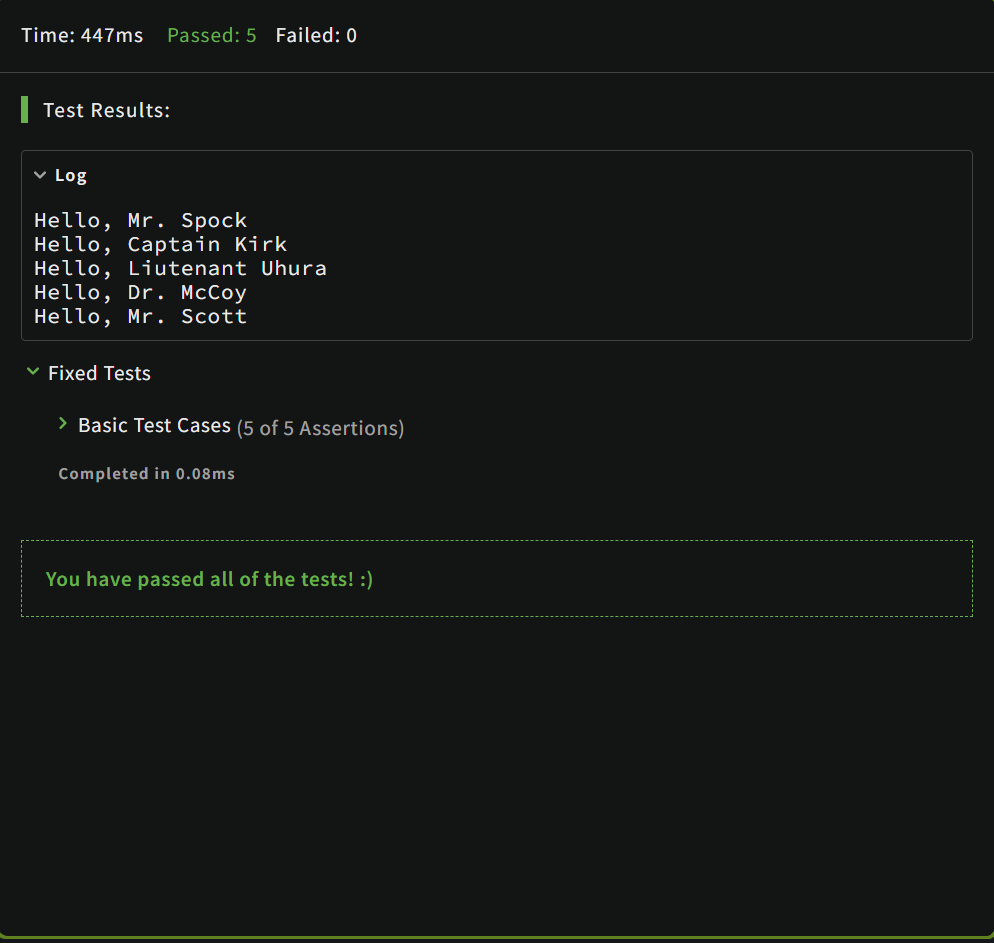 Time: 447ms Passed: 5 Failed: 0
Test Results:
Log
Hello, Mr. Spock
Hello, Captain Kirk
Hello, Liutenant Uhura
Hello, Dr. McCoy
Hello, Mr. Scott
Fixed Tests
Basic Test Cases (5 of 5 Assertions)
Completed in 0.08ms
You have passed all of the tests! :)